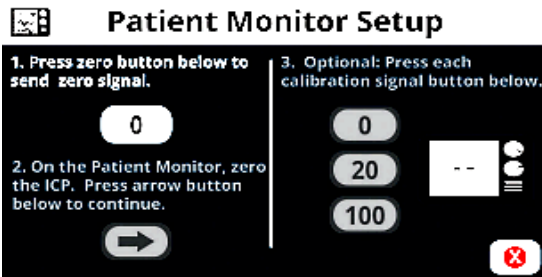 Patient Monitor Setup
1. Press zero button below to
send zero signal.
0
2. On the Patient Monitor, zero
the ICP. Press arrow button
below to continue.
3. Optional: Press each
calibration signal button below.
0
20
100
--